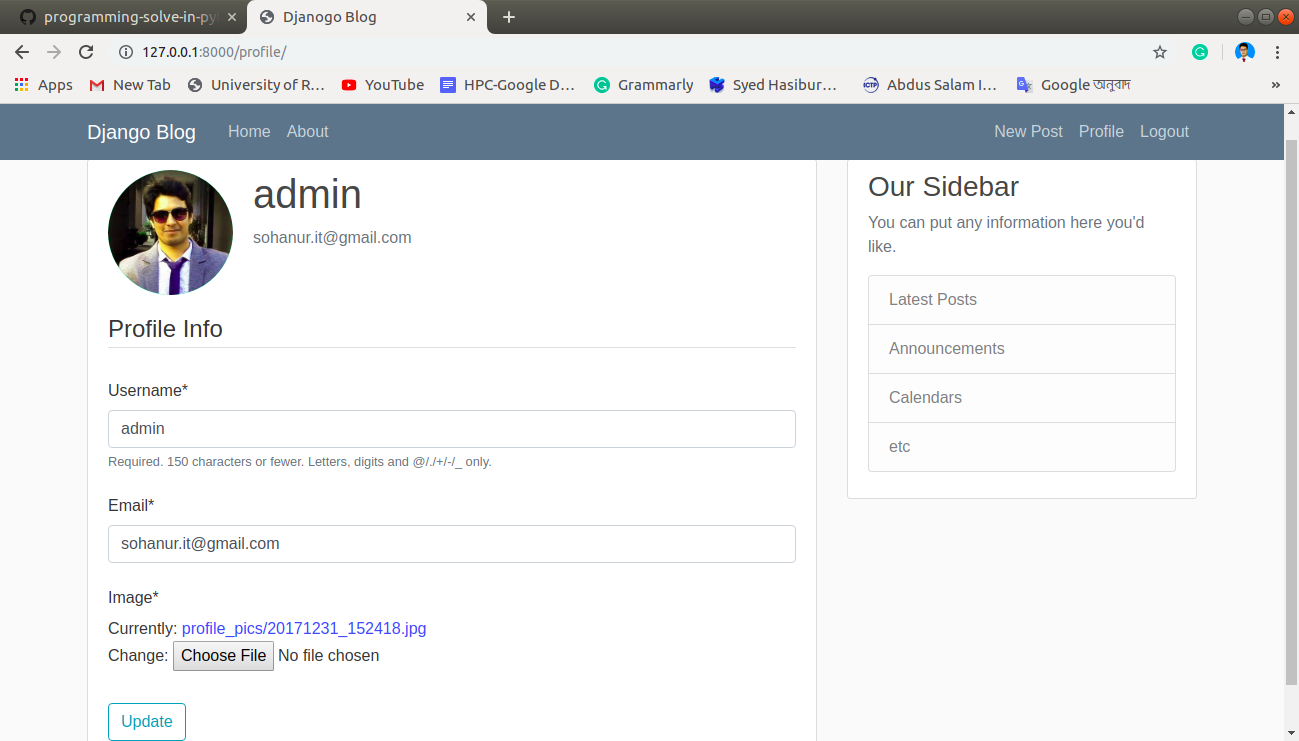 programming-solve-in-py
Djanogo Blog
127.0.0.1:8000/profile/
Apps New Tab University of R… YouTube HPC-Google D… Grammarly Syed Hasibur… ICTP Abdus Salam I… Google অনুবাদ »
Django Blog Home About New Post Profile Logout
admin
sohanur.it@gmail.com
Profile Info
Username*
admin
Required. 150 characters or fewer. Letters, digits and @/./+/-/_ only.
Email*
sohanur.it@gmail.com
Image*
Currently: profile_pics/20171231_152418.jpg
Change: Choose File No file chosen
Update
Our Sidebar
You can put any information here you'd
like.
Latest Posts
Announcements
Calendars
etc